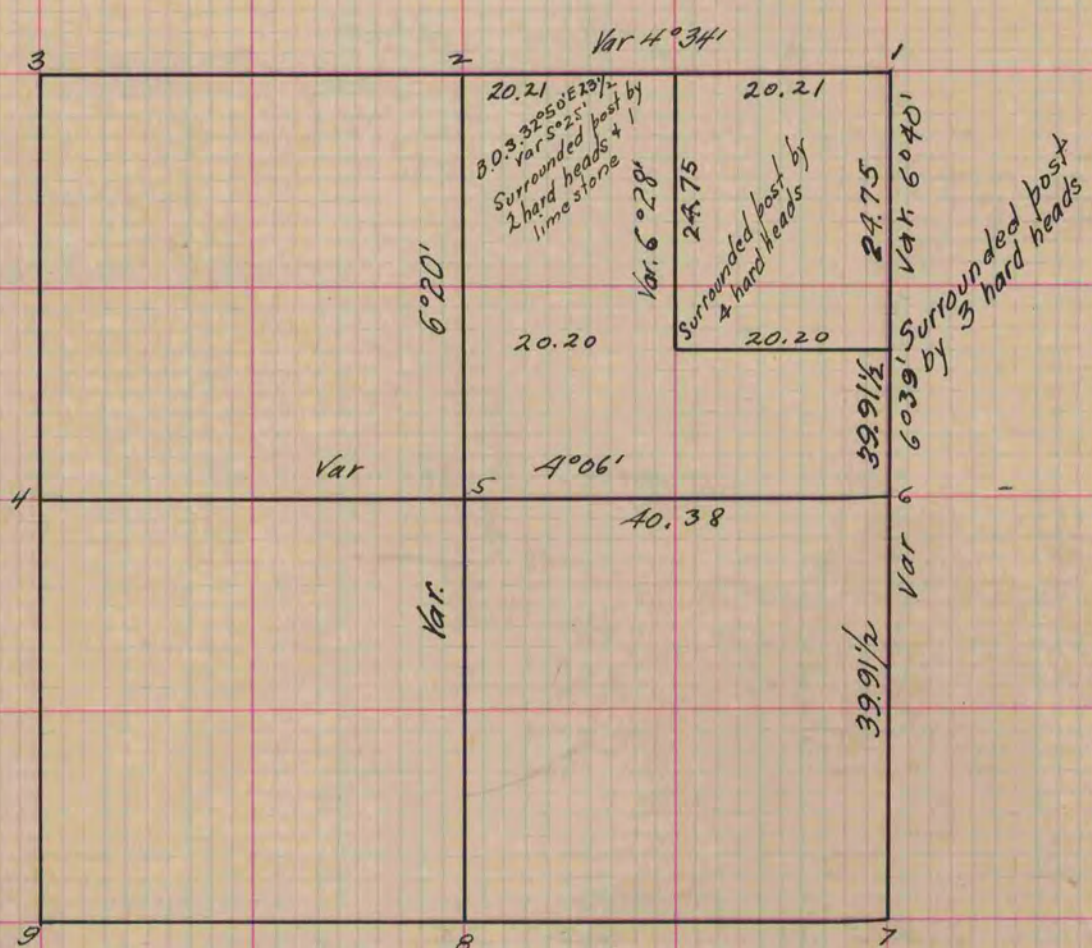 Var 4°34'
3
2
1
20.21
20.21
B.O.3.32°50'E23½
var 5°25'
Surrounded post by
2 hard heads & 1
lime stone
Var. 6°28'
24.75
Surrounded post by
4 hard heads
24.75
Var. 6°40'
Surrounded post
by 3 hard heads
6°20'
20.20
20.20
39.91½
6°39'
Var
4°06'
4
5
6
40.38
Var
Var.
39.91½
9
8
7